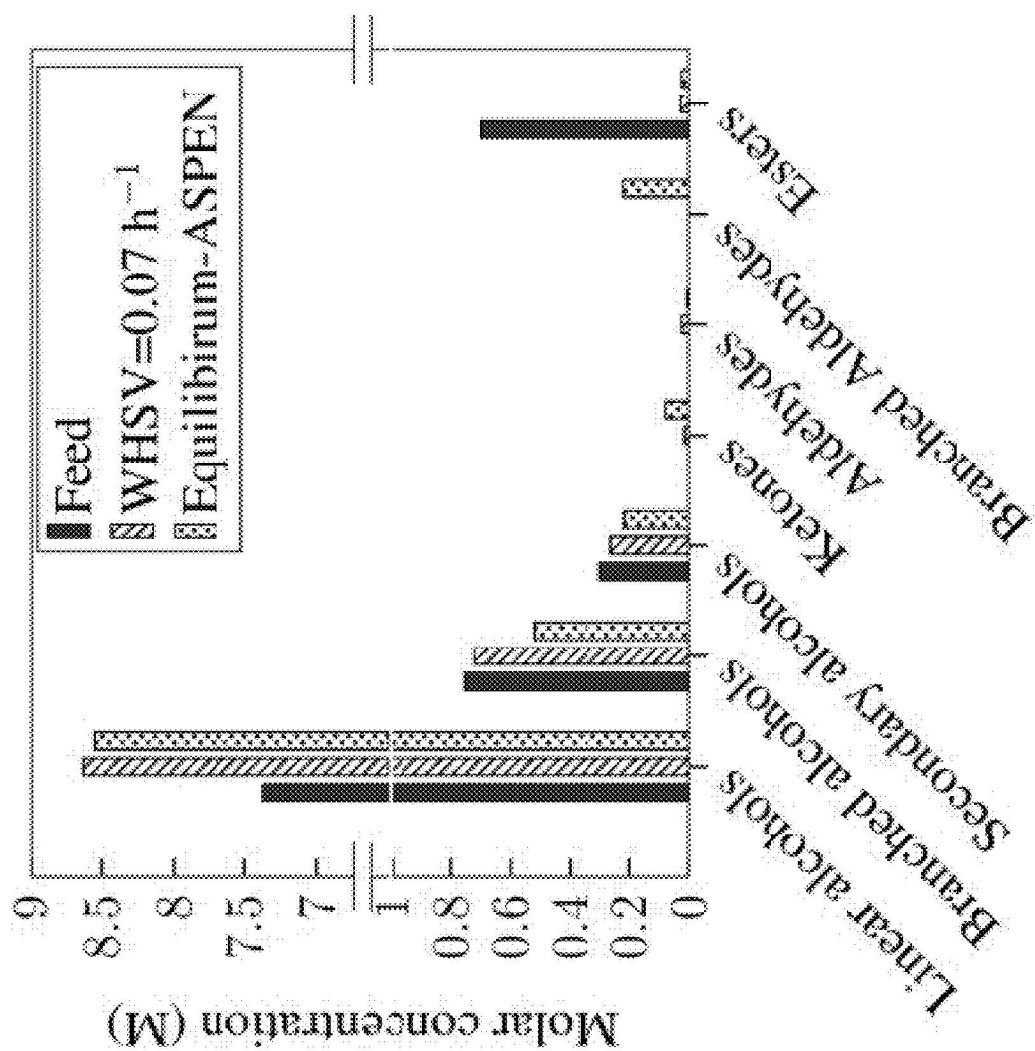 Feed
WHSV=0.07 h⁻¹
Equilibirum-ASPEN
Molar concentration (M)
9
8.5
8
7.5
7
1
0.8
0.6
0.4
0.2
0
Linear alcohols
Branched alcohols
Secondary alcohols
Ketones
Aldehydes
Branched Aldehydes
Esters